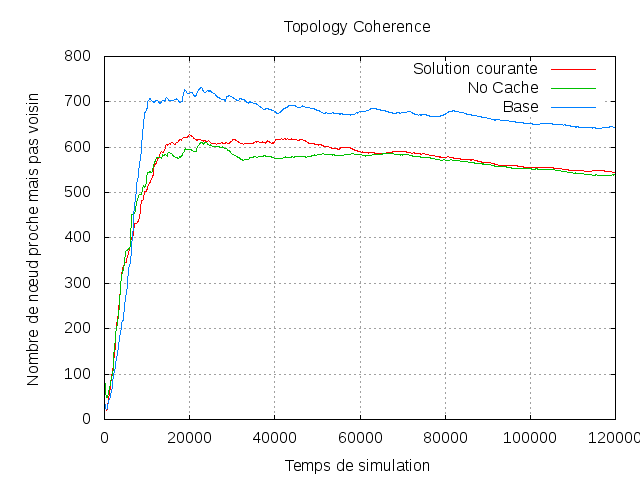 Topology Coherence
Solution courante
No Cache
Base
Nombre de nœud proche mais pas voisin
800
700
600
500
400
300
200
100
0
0 20000 40000 60000 80000 100000 120000
Temps de simulation